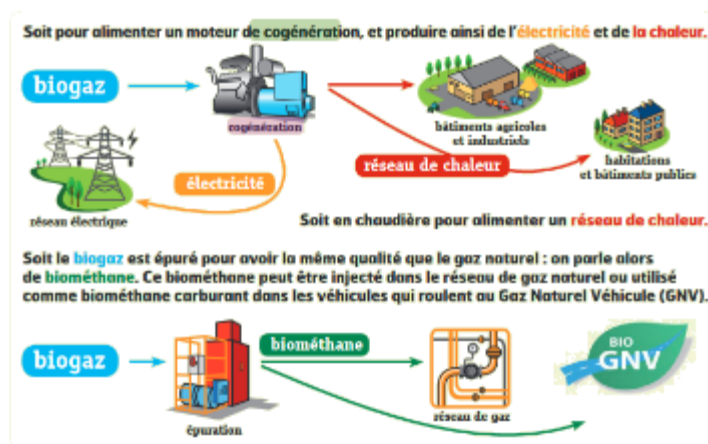 Soit pour alimenter un moteur de cogénération, et produire ainsi de l'électricité et de la chaleur.
biogaz
cogénération
bâtiments agricoles
et industriels
réseau de chaleur
habitations
et bâtiments publics
électricité
réseau électrique
Soit en chaudière pour alimenter un réseau de chaleur.
Soit le biogaz est épuré pour avoir la même qualité que le gaz naturel : on parle alors
de biométhane. Ce biométhane peut être injecté dans le réseau de gaz naturel ou utilisé
comme biométhane carburant dans les véhicules qui roulent au Gaz Naturel Véhicule (GNV).
biogaz
épuration
biométhane
réseau de gaz
BIO
GNV